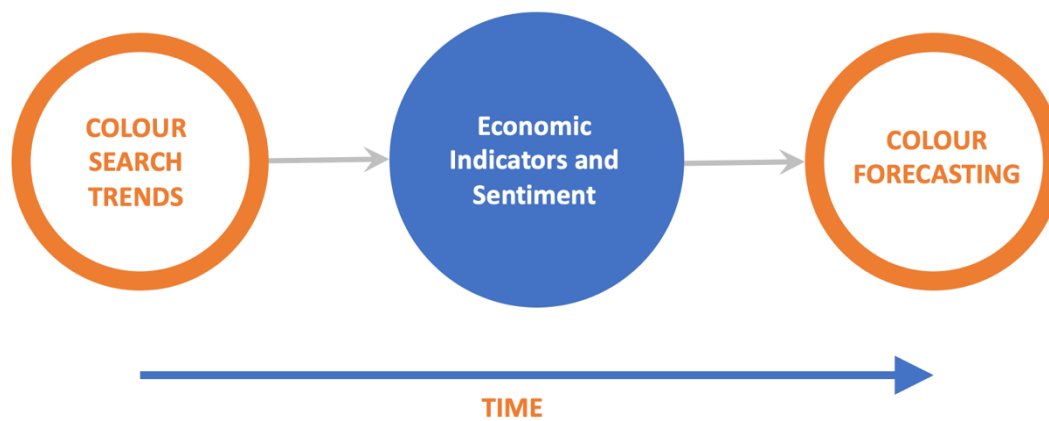 COLOUR
SEARCH
TRENDS
Economic
Indicators and
Sentiment
COLOUR
FORECASTING
TIME